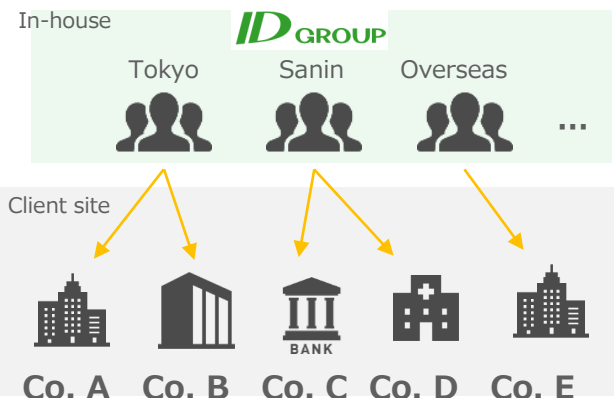 In-house
ID GROUP
Tokyo Sanin Overseas
...
Client site
BANK
Co. A Co. B Co. C Co. D Co. E